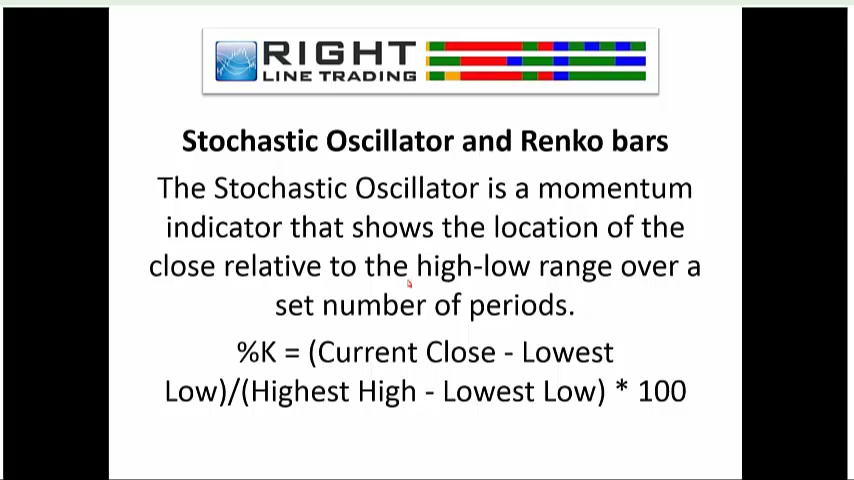 RIGHT
LINE TRADING
Stochastic Oscillator and Renko bars
The Stochastic Oscillator is a momentum
indicator that shows the location of the
close relative to the high-low range over a
set number of periods.
%K = (Current Close - Lowest
Low)/(Highest High - Lowest Low) * 100